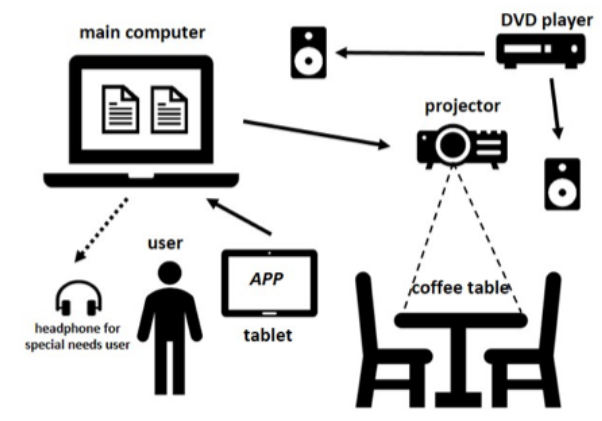 main computer
DVD player
projector
user
APP
coffee table
headphone for
special needs user
tablet